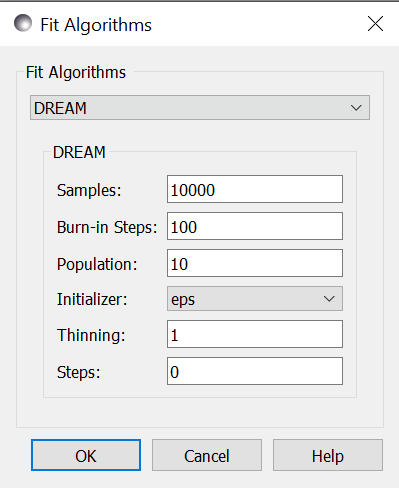 Fit Algorithms
Fit Algorithms
DREAM
DREAM
Samples: 10000
Burn-in Steps: 100
Population: 10
Initializer: eps
Thinning: 1
Steps: 0
OK Cancel Help